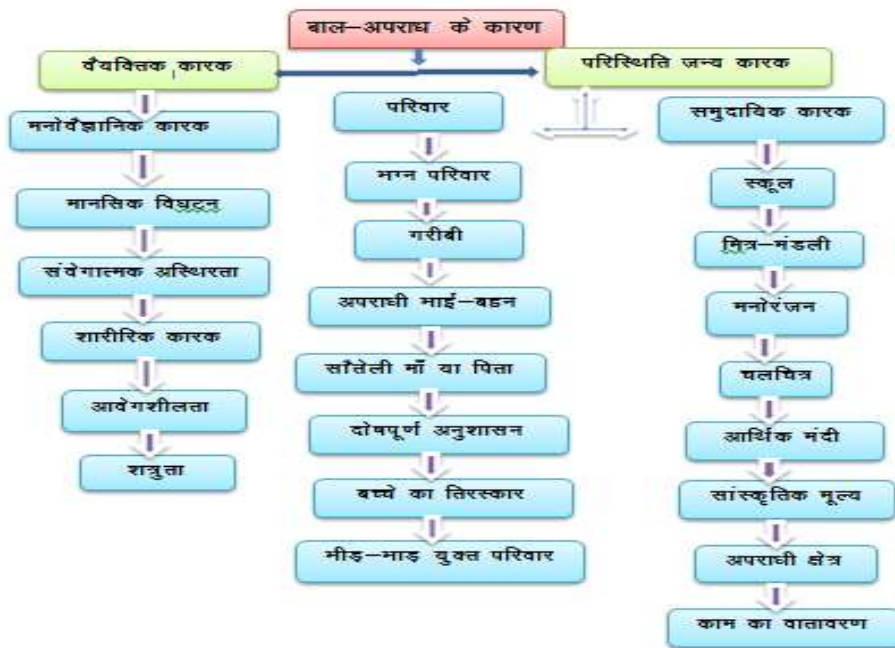 बाल–अपराध के कारण
वैयक्तिक कारक
परिस्थिति जन्य कारक
मनोवैज्ञानिक कारक
मानसिक विघटन
संवेगात्मक अस्थिरता
शारीरिक कारक
आवेगशीलता
शत्रुता
परिवार
भग्न परिवार
गरीबी
अपराधी भाई–बहन
सौतेली माँ या पिता
दोषपूर्ण अनुशासन
बच्चे का तिरस्कार
भीड़–भाड़ युक्त परिवार
समुदायिक कारक
स्कूल
मित्र–मंडली
मनोरंजन
चलचित्र
आर्थिक मंदी
सांस्कृतिक मूल्य
अपराधी क्षेत्र
काम का वातावरण